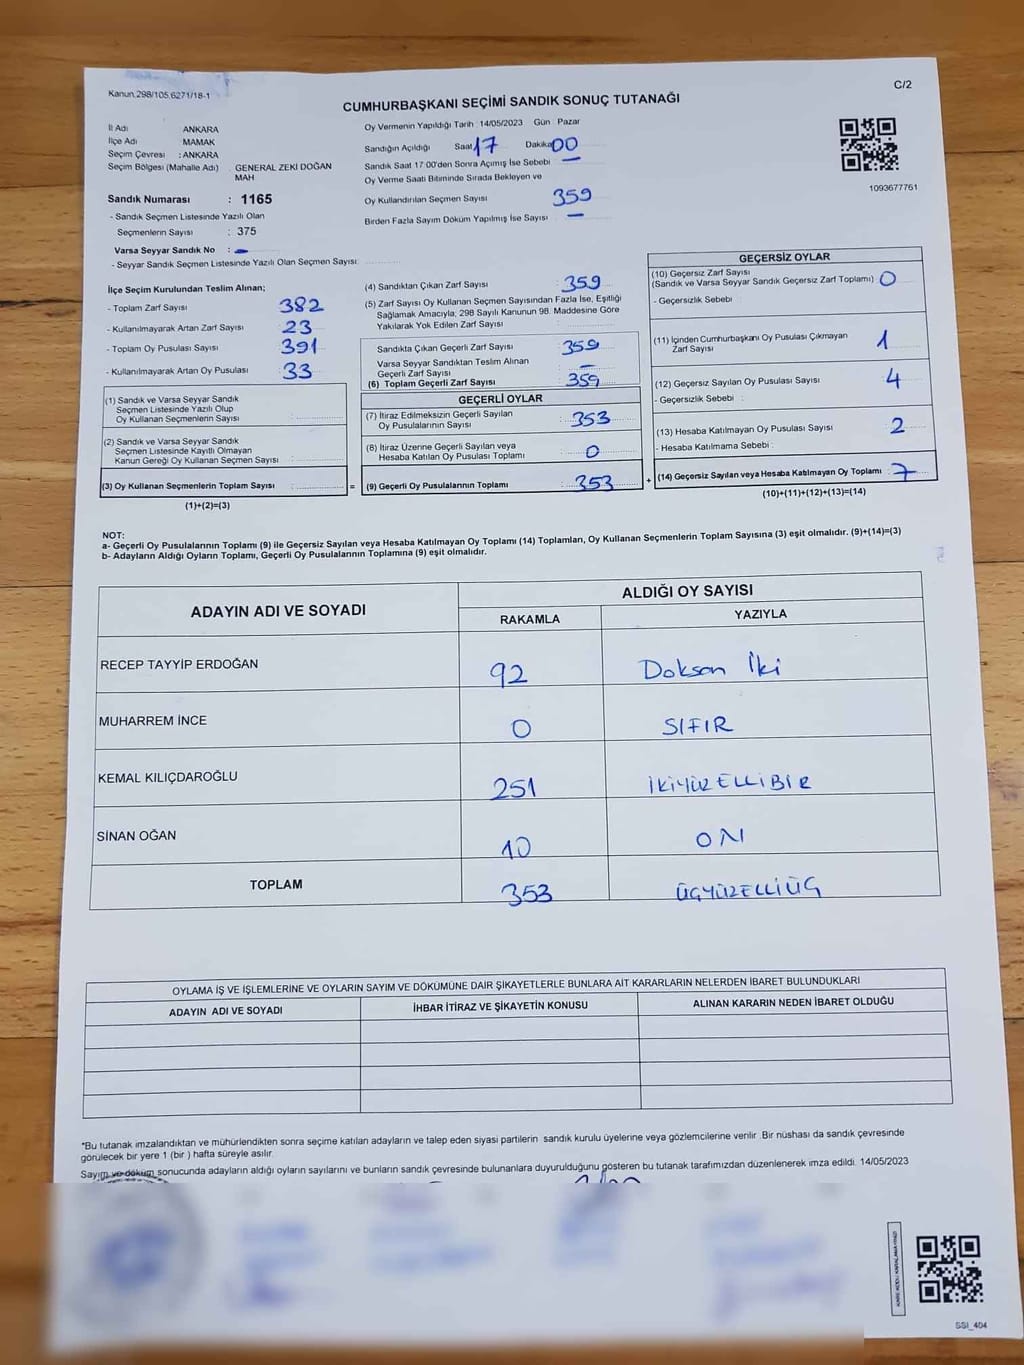 Kanun.298/105.6271/18-1
C/2
CUMHURBAŞKANI SEÇİMİ SANDIK SONUÇ TUTANAĞI
İl Adı ANKARA
İlçe Adı MAMAK
Seçim Çevresi : ANKARA
Seçim Bölgesi (Mahalle Adı) GENERAL ZEKİ DOĞAN
MAH
Sandık Numarası : 1165
- Sandık Seçmen Listesinde Yazılı Olan
Seçmenlerin Sayısı : 375
Varsa Seyyar Sandık No : -
- Seyyar Sandık Seçmen Listesinde Yazılı Olan Seçmen Sayısı:
Oy Vermenin Yapıldığı Tarih 14/05/2023 Gün Pazar
Sandığın Açıldığı Saat 17 Dakika 00
Sandık Saat 17:00'den Sonra Açımış İse Sebebi -
Oy Verme Saati Bitiminde Sırada Bekleyen ve
Oy Kullandırılan Seçmen Sayısı 359
Birden Fazla Sayım Döküm Yapılmış İse Sayısı -
1093677761
İlçe Seçim Kurulundan Teslim Alınan;
- Toplam Zarf Sayısı 382
- Kullanılmayarak Artan Zarf Sayısı 23
- Toplam Oy Pusulası Sayısı 391
- Kullanılmayarak Artan Oy Pusulası 33
(1) Sandık ve Varsa Seyyar Sandık
Seçmen Listesinde Yazılı Olup
Oy Kullanan Seçmenlerin Sayısı :
(2) Sandık ve Varsa Seyyar Sandık
Seçmen Listesinde Kayıtlı Olmayan
Kanun Gereği Oy Kullanan Seçmen Sayısı :
(3) Oy Kullanan Seçmenlerin Toplam Sayısı : =
(1)+(2)=(3)
(4) Sandıktan Çıkan Zarf Sayısı : 359
(5) Zarf Sayısı Oy Kullanan Seçmen Sayısından Fazla İse, Eşitliği
Sağlamak Amacıyla; 298 Sayılı Kanunun 98. Maddesine Göre
Yakılarak Yok Edilen Zarf Sayısı :
Sandıkta Çıkan Geçerli Zarf Sayısı : 359
Varsa Seyyar Sandıktan Teslim Alınan
Geçerli Zarf Sayısı : -
(6) Toplam Geçerli Zarf Sayısı : 359
GEÇERLİ OYLAR
(7) İtiraz Edilmeksizin Geçerli Sayılan
Oy Pusulalarının Sayısı : 353
(8) İtiraz Üzerine Geçerli Sayılan veya
Hesaba Katılan Oy Pusulası Toplamı : 0
(9) Geçerli Oy Pusulalarının Toplamı : 353 +
GEÇERSİZ OYLAR
(10) Geçersiz Zarf Sayısı
(Sandık ve Varsa Seyyar Sandık Geçersiz Zarf Toplamı) 0
- Geçersizlik Sebebi
(11) İçinden Cumhurbaşkanı Oy Pusulası Çıkmayan
Zarf Sayısı 1
(12) Geçersiz Sayılan Oy Pusulası Sayısı 4
- Geçersizlik Sebebi :
(13) Hesaba Katılmayan Oy Pusulası Sayısı 2
- Hesaba Katılmama Sebebi :
(14) Geçersiz Sayılan veya Hesaba Katılmayan Oy Toplamı : 7
(10)+(11)+(12)+(13)=(14)
NOT:
a- Geçerli Oy Pusulalarının Toplamı (9) ile Geçersiz Sayılan veya Hesaba Katılmayan Oy Toplamı (14) Toplamları, Oy Kullanan Seçmenlerin Toplam Sayısına (3) eşit olmalıdır. (9)+(14)=(3)
b- Adayların Aldığı Oyların Toplamı, Geçerli Oy Pusulalarının Toplamına (9) eşit olmalıdır.
ADAYIN ADI VE SOYADI
ALDIĞI OY SAYISI
RAKAMLA YAZIYLA
RECEP TAYYİP ERDOĞAN 92 Doksan İki
MUHARREM İNCE 0 SIFIR
KEMAL KILIÇDAROĞLU 251 İKİYÜZELLİBİR
SİNAN OĞAN 10 ON
TOPLAM 353 ÜÇYÜZELLİÜÇ
OYLAMA İŞ VE İŞLEMLERİNE VE OYLARIN SAYIM VE DÖKÜMÜNE DAİR ŞİKAYETLERLE BUNLARA AİT KARARLARIN NELERDEN İBARET BULUNDUKLARI
ADAYIN ADI VE SOYADI İHBAR İTİRAZ VE ŞİKAYETİN KONUSU ALINAN KARARIN NEDEN İBARET OLDUĞU
*Bu tutanak imzalandıktan ve mühürlendikten sonra seçime katılan adayların ve talep eden siyasi partilerin sandık kurulu üyelerine veya gözlemcilerine verilir. Bir nüshası da sandık çevresinde
görülecek bir yere 1 (bir ) hafta süreyle asılır.
Sayım ve döküm sonucunda adayların aldığı oyların sayılarını ve bunların sandık çevresinde bulunanlara duyurulduğunu gösteren bu tutanak tarafımızdan düzenlenerek imza edildi. 14/05/2023
SSI_404